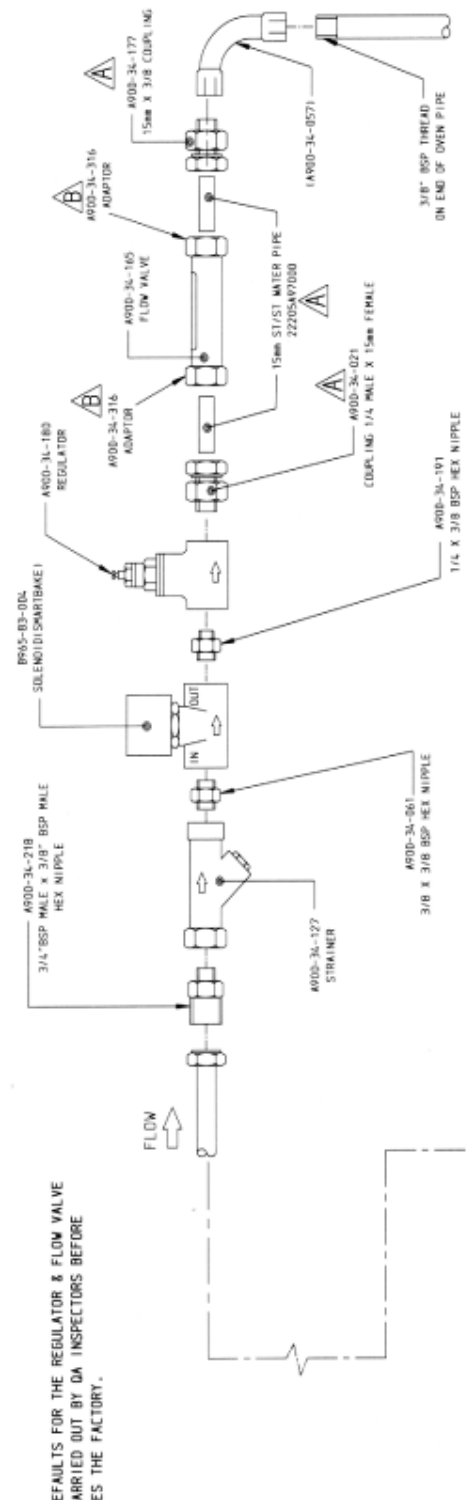 EFAULTS FOR THE REGULATOR & FLOW VALVE
ARRIED OUT BY QA INSPECTORS BEFORE
ES THE FACTORY.
FLOW
A900-34-218
3/4"BSP MALE x 3/8" BSP MALE
HEX NIPPLE
A900-34-127
STRAINER
A900-34-061
3/8 X 3/8 BSP HEX NIPPLE
B965-83-004
SOLENOID(SMARTBAKE)
IN
OUT
A900-34-191
1/4 X 3/8 BSP HEX NIPPLE
A900-34-180
REGULATOR
A900-34-021
COUPLING 1/4 MALE X 15mm FEMALE
A
B
A900-34-316
ADAPTOR
A900-34-165
FLOW VALVE
15mm ST/ST WATER PIPE
22205A97000
A
B
A900-34-316
ADAPTOR
A
A900-34-177
15mm X 3/8 COUPLING
(A900-34-057)
3/8" BSP THREAD
ON END OF OVEN PIPE